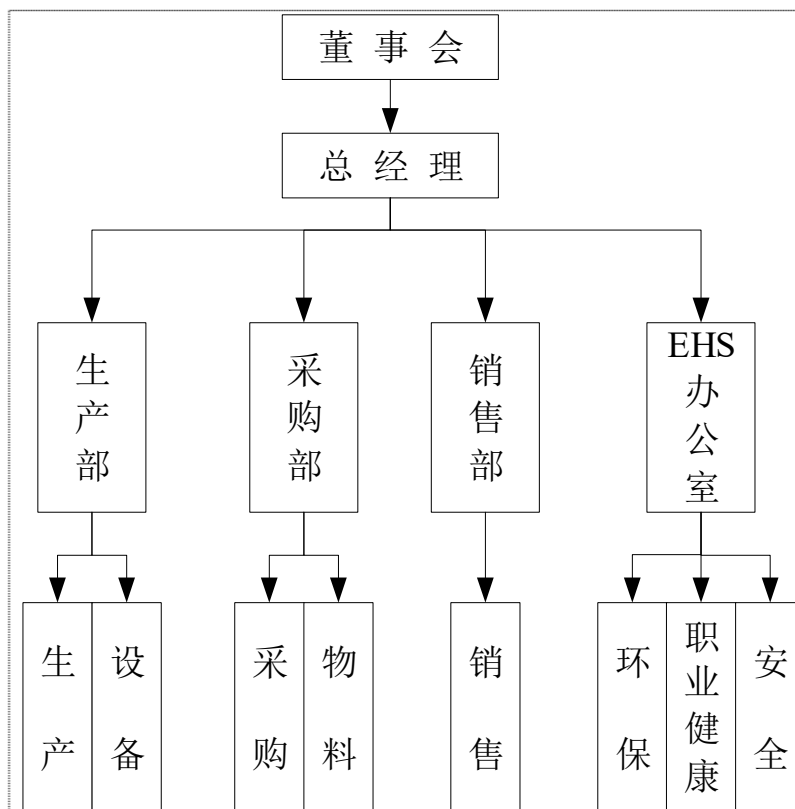 董事会
总经理
生产部
采购部
销售部
EHS办公室
生产
设备
采购
物料
销售
环保
职业健康
安全